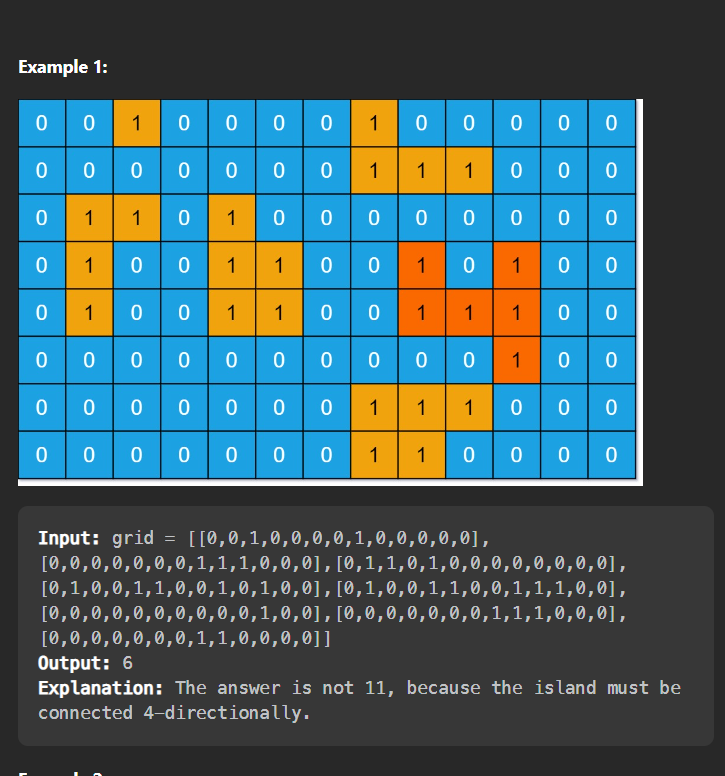 Example 1:
0 0 1 0 0 0 0 1 0 0 0 0 0
0 0 0 0 0 0 0 1 1 1 0 0 0
0 1 1 0 1 0 0 0 0 0 0 0 0
0 1 0 0 1 1 0 0 1 0 1 0 0
0 1 0 0 1 1 0 0 1 1 1 0 0
0 0 0 0 0 0 0 0 0 0 1 0 0
0 0 0 0 0 0 0 1 1 1 0 0 0
0 0 0 0 0 0 0 1 1 0 0 0 0
Input: grid = [[0,0,1,0,0,0,0,1,0,0,0,0,0],
[0,0,0,0,0,0,0,1,1,1,0,0,0],[0,1,1,0,1,0,0,0,0,0,0,0,0],
[0,1,0,0,1,1,0,0,1,0,1,0,0],[0,1,0,0,1,1,0,0,1,1,1,0,0],
[0,0,0,0,0,0,0,0,0,0,1,0,0],[0,0,0,0,0,0,0,1,1,1,0,0,0],
[0,0,0,0,0,0,0,1,1,0,0,0,0]]
Output: 6
Explanation: The answer is not 11, because the island must be
connected 4-directionally.